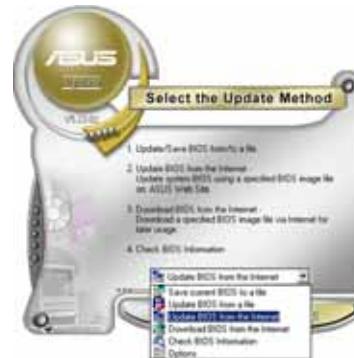 ASUS
Update
Select the Update Method
1. Update/Save BIOS from/to a file
2. Update BIOS from the Internet -
Update system BIOS using a specified BIOS image file
on ASUS Web Site.
3. Download BIOS from the Internet -
Download a specified BIOS image file via Internet for
later usage.
4. Check BIOS Information
Update BIOS from the Internet
Save current BIOS to a file
Update BIOS from a file
Update BIOS from the Internet
Download BIOS from the Internet
Check BIOS Information
Options